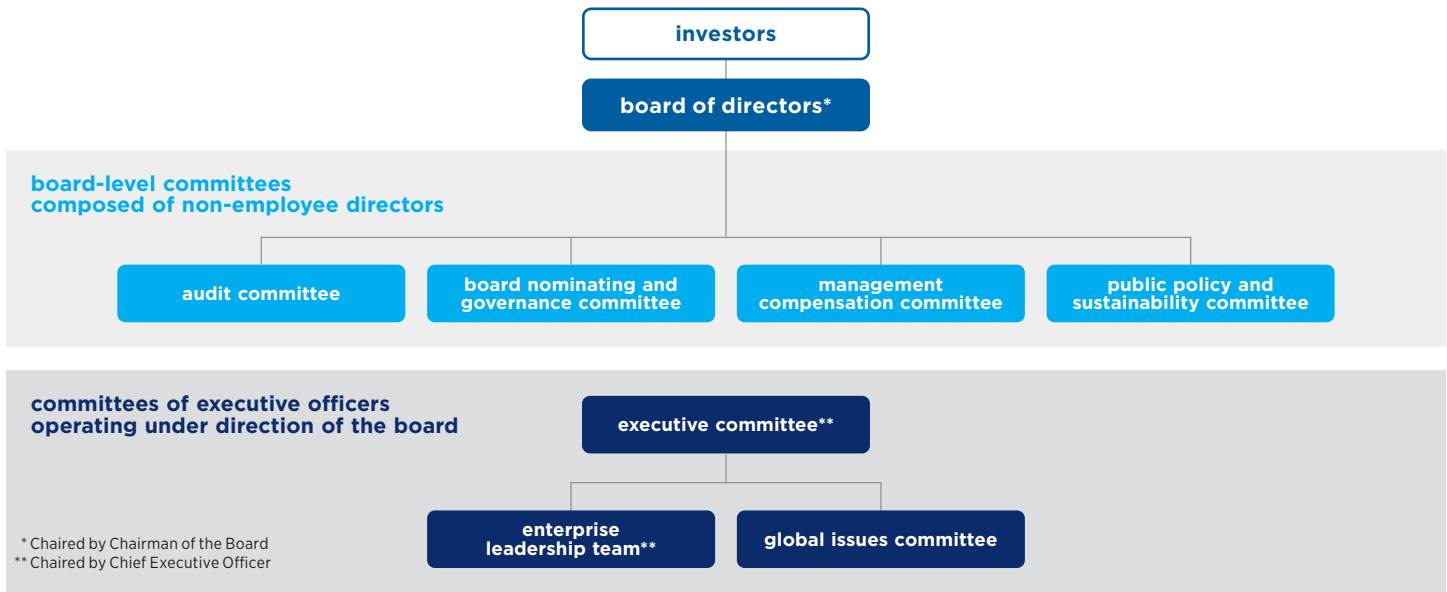 investors
board of directors*
board-level committees
composed of non-employee directors
audit committee
board nominating and
governance committee
management
compensation committee
public policy and
sustainability committee
committees of executive officers
operating under direction of the board
executive committee**
enterprise
leadership team**
global issues committee
* Chaired by Chairman of the Board
** Chaired by Chief Executive Officer